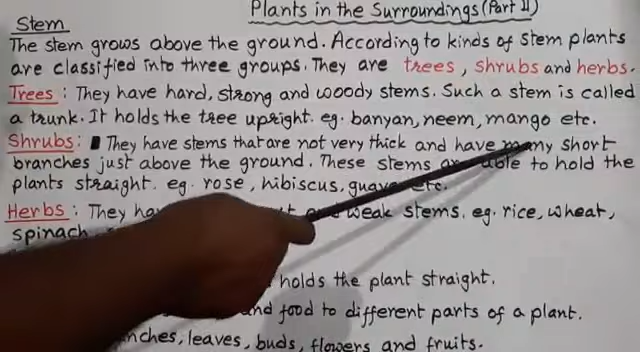 Plants in the Surroundings (Part II)
Stem
The stem grows above the ground. According to kinds of stem plants
are classified into three groups. They are trees, shrubs and herbs.
Trees: They have hard, strong and woody stems. Such a stem is called
a trunk. It holds the tree upright. eg. banyan, neem, mango etc.
Shrubs: They have stems that are not very thick and have many short
branches just above the ground. These stems are able to hold the
plants straight. eg. rose, hibiscus, guava etc.
Herbs: They weak stems. eg. rice, wheat,
spinach
holds the plant straight.
and food to different parts of a plant.
leaves, buds, flowers and fruits.